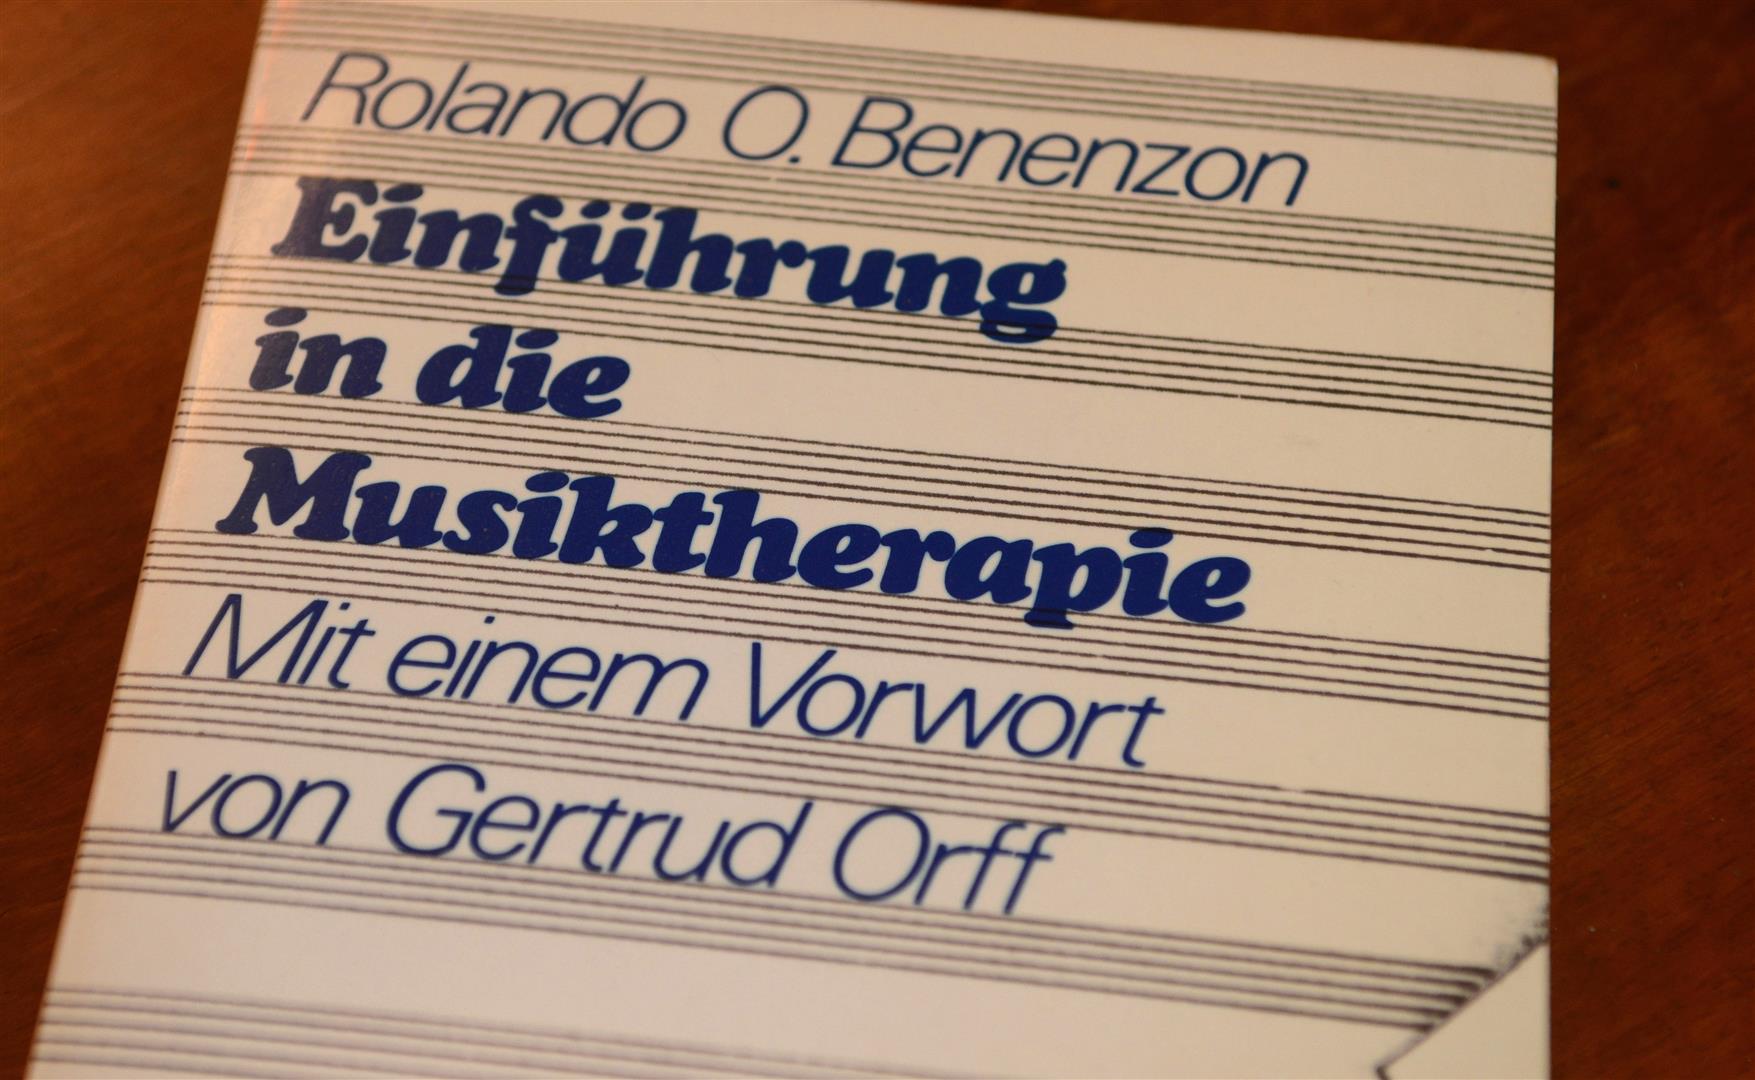 Rolando O. Benenzon
Einführung
in die
Musiktherapie
Mit einem Vorwort
von Gertrud Orff